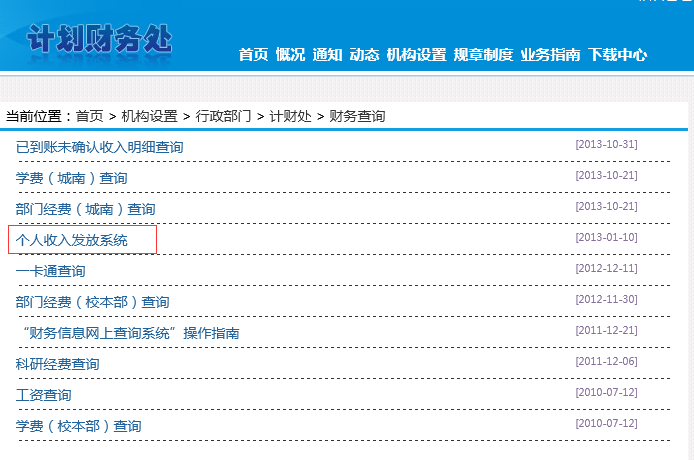 计划财务处
首页 慨况 通知 动态 机构设置 规章制度 业务指南 下载中心
当前位置：首页 > 机构设置 > 行政部门 > 计财处 > 财务查询
已到账未确认收入明细查询 [2013-10-31]
学费（城南）查询 [2013-10-21]
部门经费（城南）查询 [2013-10-21]
个人收入发放系统 [2013-01-10]
一卡通查询 [2012-12-11]
部门经费（校本部）查询 [2012-11-30]
“财务信息网上查询系统”操作指南 [2011-12-21]
科研经费查询 [2011-12-06]
工资查询 [2010-07-12]
学费（校本部）查询 [2010-07-12]